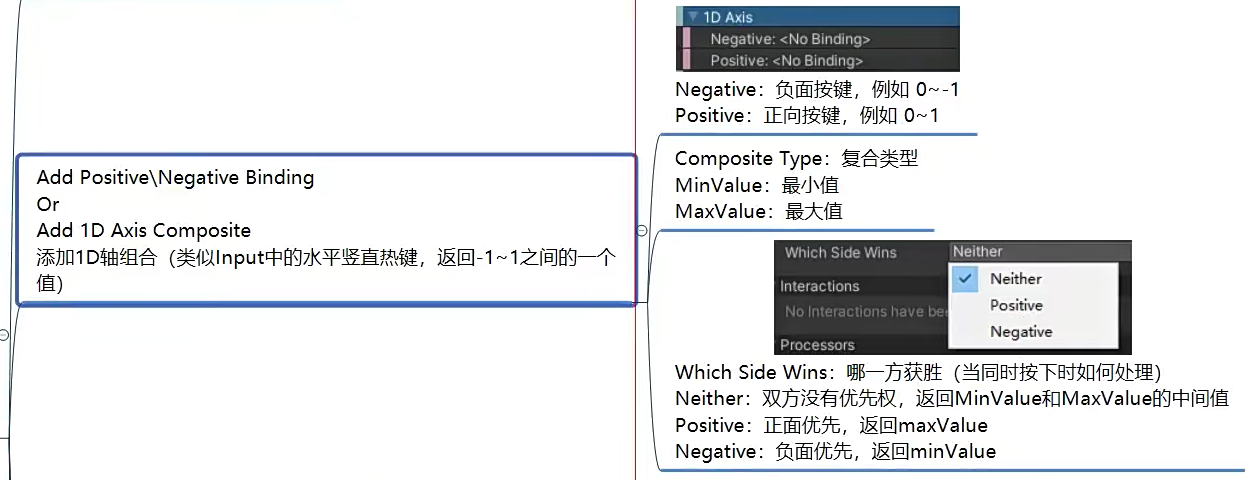 Add Positive\Negative Binding
Or
Add 1D Axis Composite
添加1D轴组合（类似Input中的水平竖直热键，返回-1~1之间的一个
值）
1D Axis
Negative: <No Binding>
Positive: <No Binding>
Negative：负面按键，例如 0~-1
Positive：正向按键，例如 0~1
Composite Type：复合类型
MinValue：最小值
MaxValue：最大值
Which Side Wins
Neither
Neither
Interactions
Positive
No Interactions have bee
Negative
Processors
Which Side Wins：哪一方获胜（当同时按下时如何处理）
Neither：双方没有优先权，返回MinValue和MaxValue的中间值
Positive：正面优先，返回maxValue
Negative：负面优先，返回minValue